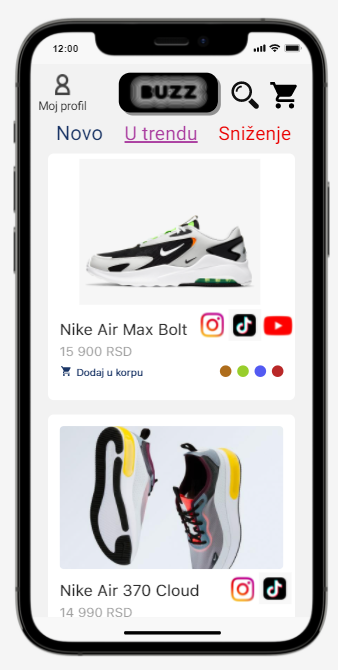 12:00
BUZZ
Moj profil
Novo U trendu Sniženje
Nike Air Max Bolt
15 900 RSD
Dodaj u korpu
Nike Air 370 Cloud
14 990 RSD